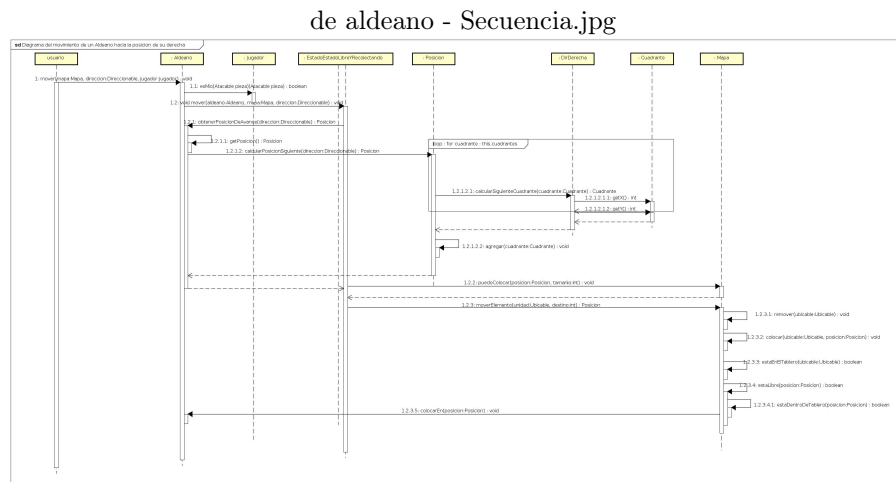 de aldeano - Secuencia.jpg
sd Diagrama del movimiento de un Aldeano hacia la posicion de su derecha
usuario
: Aldeano
: Jugador
: EstadoEstadoLibreYRecolectando
: Posicion
: DirDerecha
: Cuadrante
: Mapa
1: mover(mapa:Mapa, direccion:Direccionable, jugador:Jugador) : void
1.1: esMio(Atacable pieza)(Atacable pieza) : boolean
1.2: void mover(aldeano:Aldeano, mapa:Mapa, direccion:Direccionable) : void
1.2.1: obtenerPosicionDeAvance(direccion:Direccionable) : Posicion
1.2.1.1: getPosicion() : Posicion
loop : for cuadrante : this.cuadrantes
1.2.1.2: calcularPosicionSiguiente(direccion:Direccionable) : Posicion
1.2.1.2.1: calcularSiguienteCuadrante(cuadrante:Cuadrante) : Cuadrante
1.2.1.2.1.1: getX() : int
1.2.1.2.1.2: getY() : int
1.2.1.2.2: agregar(cuadrante:Cuadrante) : void
1.2.2: puedoColocar(posicion:Posicion, tamanio:int) : void
1.2.3: moverElemento(unidad:Ubicable, destino:int) : Posicion
1.2.3.1: remover(ubicable:Ubicable) : void
1.2.3.2: colocar(ubicable:Ubicable, posicion:Posicion) : void
1.2.3.3: estaEnElTablero(ubicable:Ubicable) : boolean
1.2.3.4: estaLibre(posicion:Posicion) : boolean
1.2.3.4.1: estaDentroDeTablero(posicion:Posicion) : boolean
1.2.3.5: colocarEn(posicion:Posicion) : void